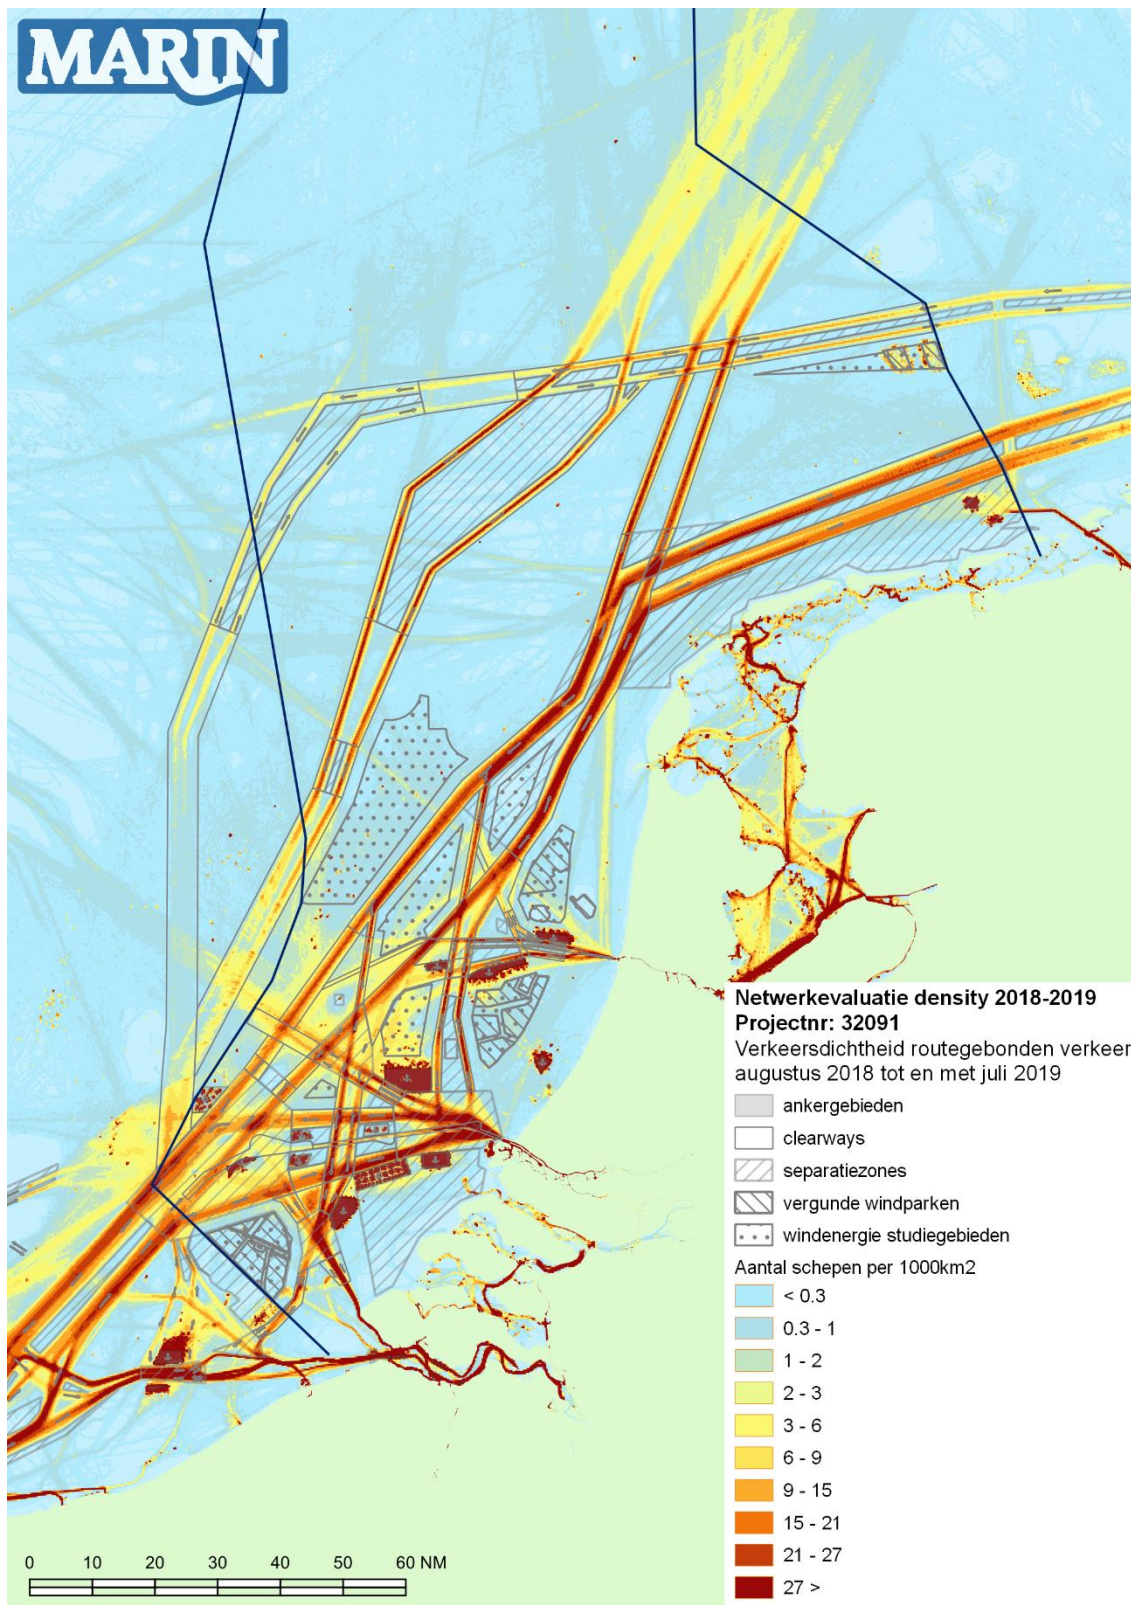 MARIN
Netwerkevaluatie density 2018-2019
Projectnr: 32091
Verkeersdichtheid routegebonden verkeer
augustus 2018 tot en met juli 2019
ankergebieden
clearways
separatiezones
vergunde windparken
windenergie studiegebieden
Aantal schepen per 1000km2
< 0.3
0.3 - 1
1 - 2
2 - 3
3 - 6
6 - 9
9 - 15
15 - 21
21 - 27
27 >
0 10 20 30 40 50 60 NM